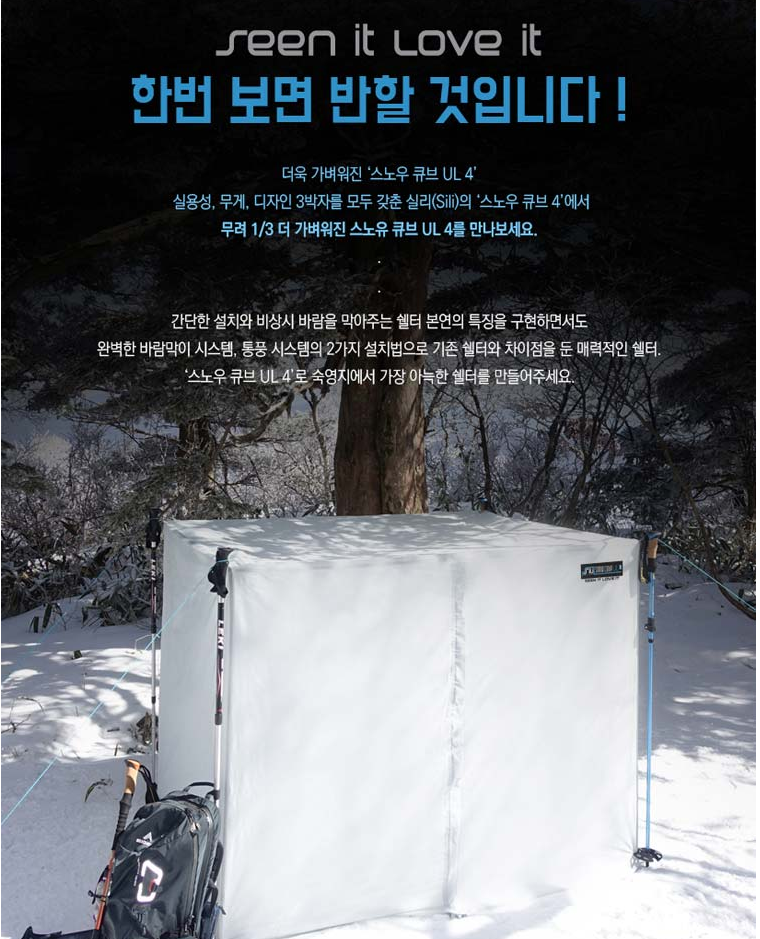 seen it Love it
한번 보면 반할 것입니다 !
더욱 가벼워진 ‘스노우 큐브 UL 4’
실용성, 무게, 디자인 3박자를 모두 갖춘 실리(Sili)의 ‘스노우 큐브 4’에서
무려 1/3 더 가벼워진 스노유 큐브 UL 4를 만나보세요.
.
.
간단한 설치와 비상시 바람을 막아주는 쉘터 본연의 특징을 구현하면서도
완벽한 바람막이 시스템, 통풍 시스템의 2가지 설치법으로 기존 쉘터와 차이점을 둔 매력적인 쉘터.
‘스노우 큐브 UL 4’로 숙영지에서 가장 아늑한 쉘터를 만들어주세요.
SEEN IT LOVE IT
LEKI